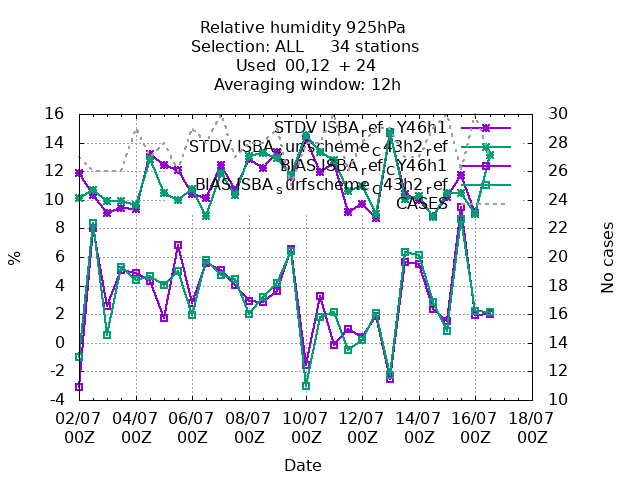 Relative humidity 925hPa
Selection: ALL 34 stations
Used 00,12 + 24
Averaging window: 12h
%
No cases
16
14
12
10
8
6
4
2
0
-2
-4
30
28
26
24
22
20
18
16
14
12
10
STDV ISBA_ref_CY46h1
STDV ISBA_surfscheme_c43h2_ref
BIAS ISBA_ref_CY46h1
BIAS ISBA_surfscheme_c43h2_ref
CASES
02/07 04/07 06/07 08/07 10/07 12/07 14/07 16/07 18/07
00Z 00Z 00Z 00Z 00Z 00Z 00Z 00Z 00Z
Date